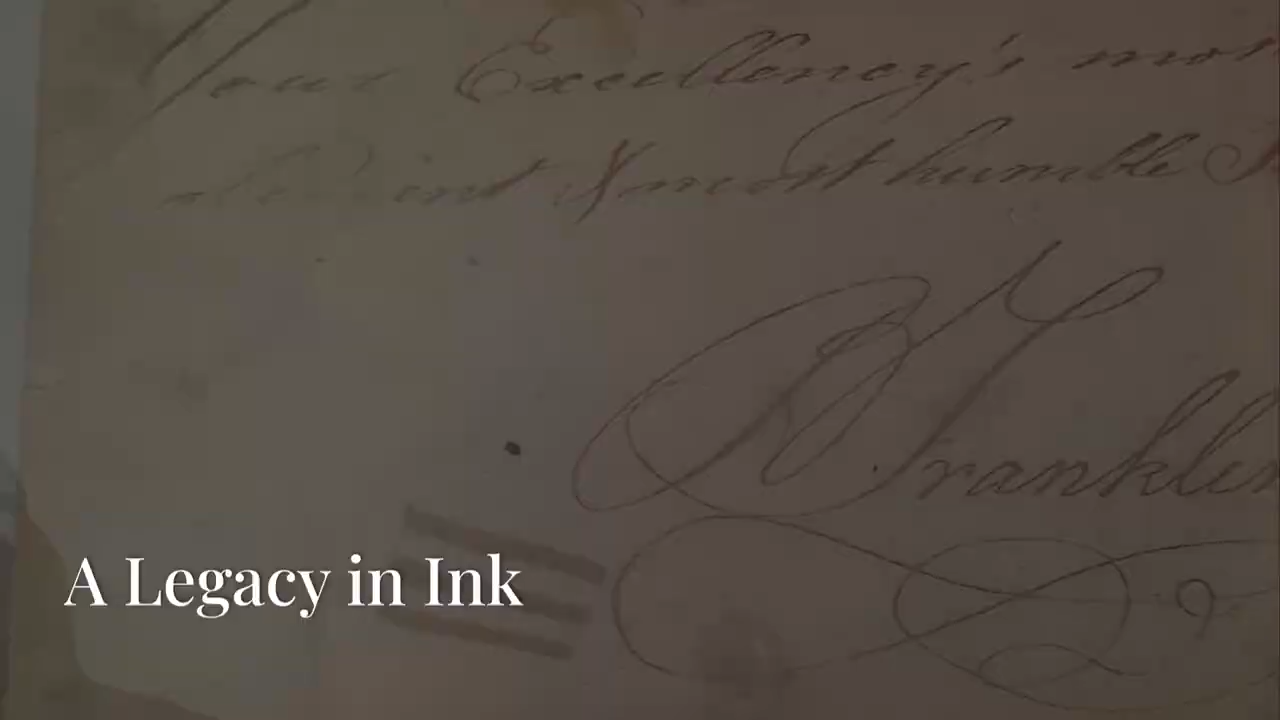 Your Excellency's most
obedient & most humble S
B Franklin
A Legacy in Ink